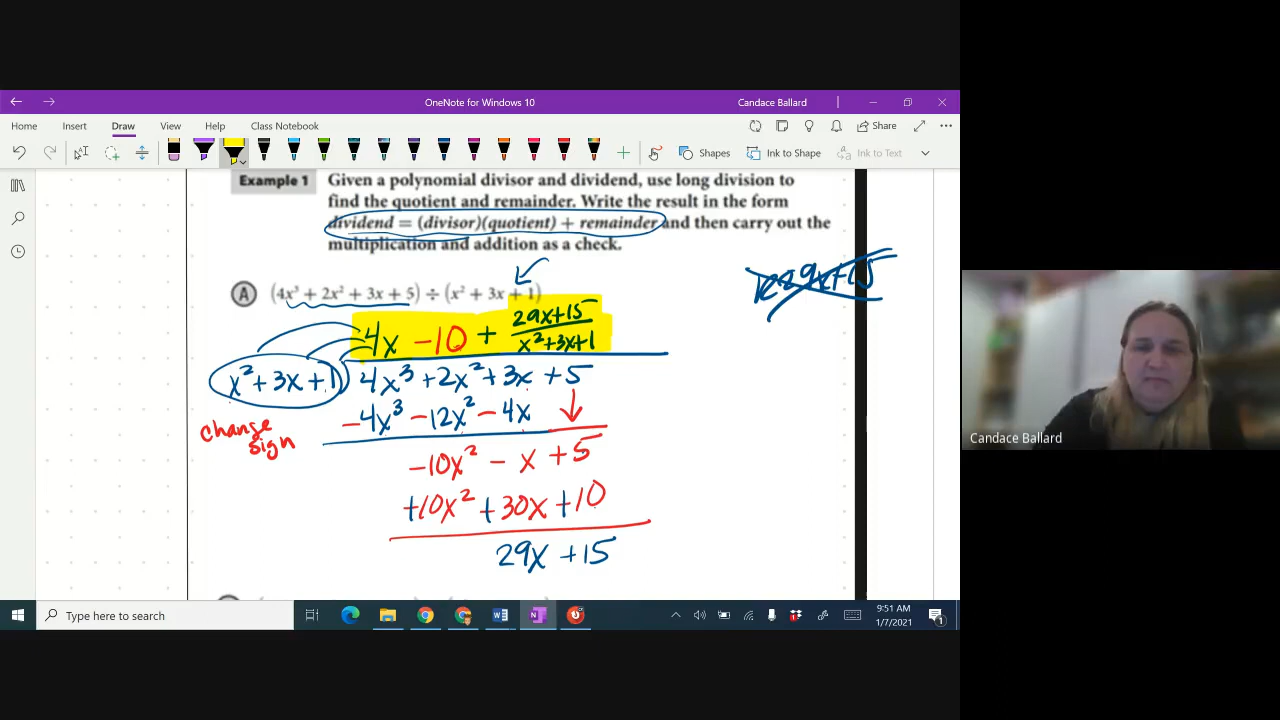 OneNote for Windows 10
Candace Ballard
Home Insert Draw View Help Class Notebook
Share
Shapes Ink to Shape Ink to Text
Example 1 Given a polynomial divisor and dividend, use long division to
find the quotient and remainder. Write the result in the form
dividend = (divisor)(quotient) + remainder and then carry out the
multiplication and addition as a check.
A (4x³ + 2x² + 3x + 5) ÷ (x² + 3x + 1)
29x+15
4x -10 + x²+3x+1
x²+3x+1 4x³+2x²+3x+5
-4x³-12x²-4x
change
sign
-10x²-x+5
+10x²+30x+10
29x+15
Candace Ballard
Type here to search
9:51 AM
1/7/2021
1